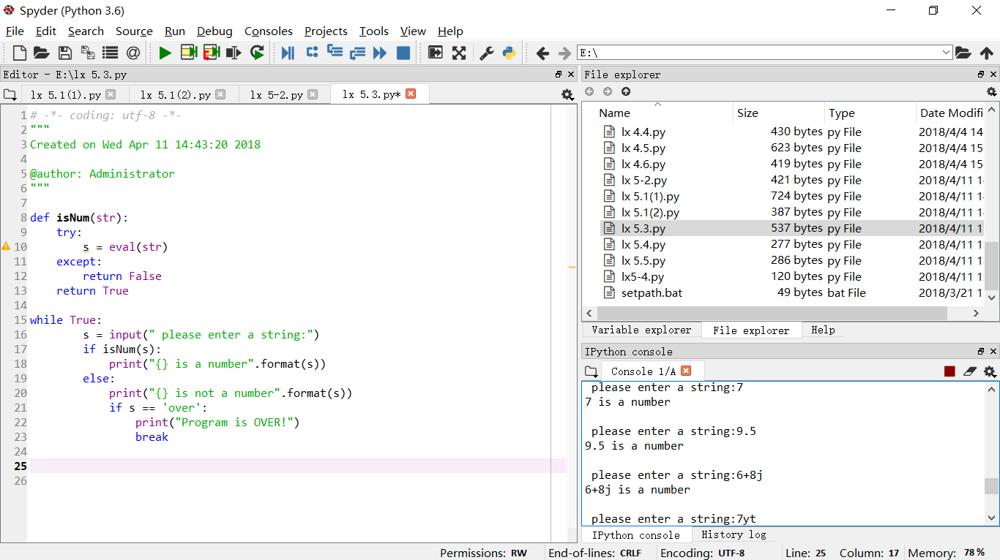 Spyder (Python 3.6)
File Edit Search Source Run Debug Consoles Projects Tools View Help
E:\
Editor - E:\lx 5.3.py
lx 5.1(1).py lx 5.1(2).py lx 5-2.py lx 5.3.py*
1 # -*- coding: utf-8 -*-
2 """
3 Created on Wed Apr 11 14:43:20 2018
4
5 @author: Administrator
6 """
7
8 def isNum(str):
9     try:
10         s = eval(str)
11     except:
12         return False
13     return True
14
15 while True:
16         s = input(" please enter a string:")
17         if isNum(s):
18             print("{} is a number".format(s))
19         else:
20             print("{} is not a number".format(s))
21             if s == 'over':
22                 print("Program is OVER!")
23                 break
24
25
26
File explorer
Name Size Type Date Modifi
lx 4.4.py 430 bytes py File 2018/4/4 14
lx 4.5.py 623 bytes py File 2018/4/4 15
lx 4.6.py 419 bytes py File 2018/4/4 15
lx 5-2.py 421 bytes py File 2018/4/11 1
lx 5.1(1).py 724 bytes py File 2018/4/11 1
lx 5.1(2).py 387 bytes py File 2018/4/11 1
lx 5.3.py 537 bytes py File 2018/4/11 1
lx 5.4.py 277 bytes py File 2018/4/11 1
lx 5.5.py 286 bytes py File 2018/4/11 1
lx5-4.py 120 bytes py File 2018/4/11 1
setpath.bat 49 bytes bat File 2018/3/21 1
Variable explorer File explorer Help
IPython console
Console 1/A
please enter a string:7
7 is a number
please enter a string:9.5
9.5 is a number
please enter a string:6+8j
6+8j is a number
please enter a string:7yt
IPython console History log
Permissions: RW End-of-lines: CRLF Encoding: UTF-8 Line: 25 Column: 17 Memory: 78 %